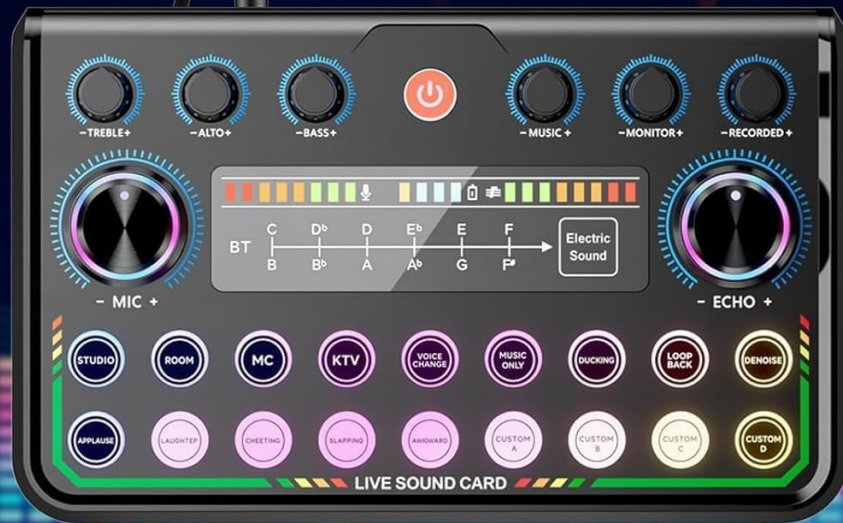 -TREBLE+ -ALTO+ -BASS+ -MUSIC+ -MONITOR+ -RECORDED+
C D♭ D E♭ E F
BT
B B♭ A A♭ G F#
Electric
Sound
- MIC +
- ECHO +
STUDIO ROOM MC KTV VOICE CHANGE MUSIC ONLY DUCKING LOOP BACK DENOISE
APPLAUSE LAUGHTEP CHEETING SLAPPING AWKWARD CUSTOM A CUSTOM B CUSTOM C CUSTOM D
LIVE SOUND CARD